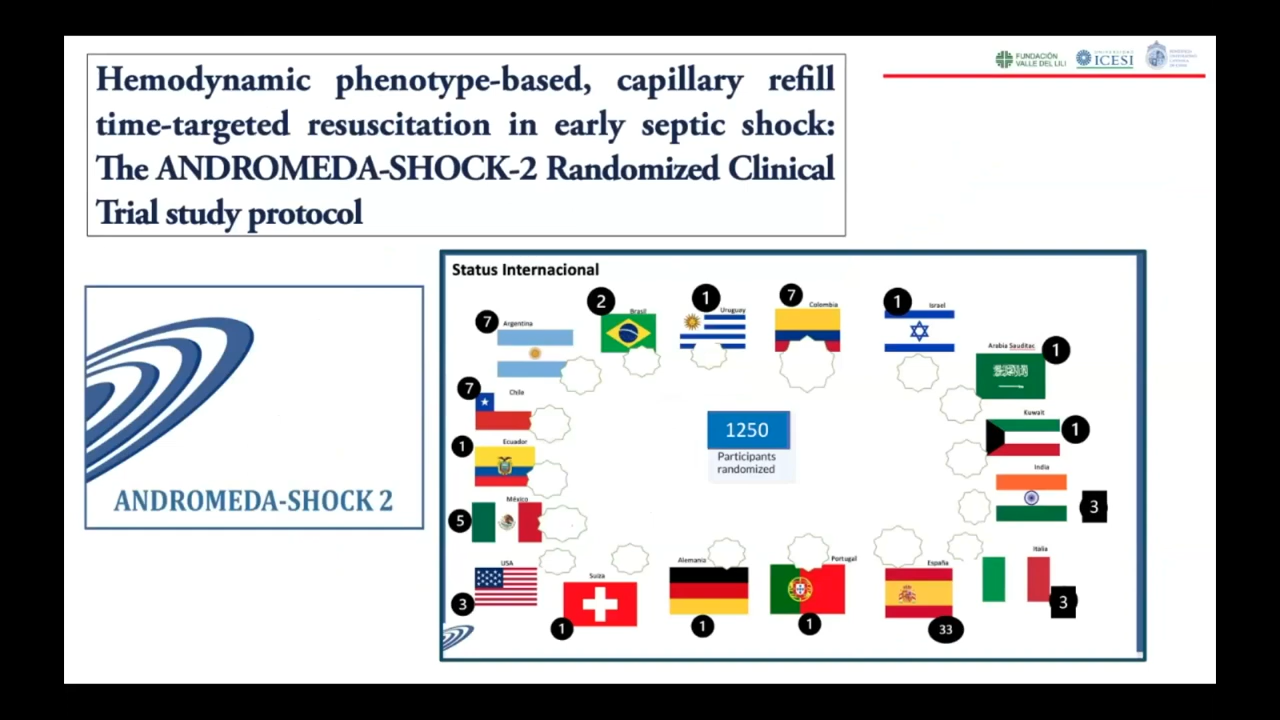 Hemodynamic phenotype-based, capillary refill
time-targeted resuscitation in early septic shock:
The ANDROMEDA-SHOCK-2 Randomized Clinical
Trial study protocol
FUNDACIÓN
VALLE DEL LILI
UNIVERSIDAD
ICESI
ANDROMEDA-SHOCK 2
Status Internacional
7
Argentina
2
Brasil
1
Uruguay
7
Colombia
1
Israel
Arabia Sauditac
1
7
Chile
Kuwait
1
1
Ecuador
1250
Participants
randomized
India
3
México
5
USA
3
Suiza
1
Alemania
1
Portugal
1
España
33
Italia
3